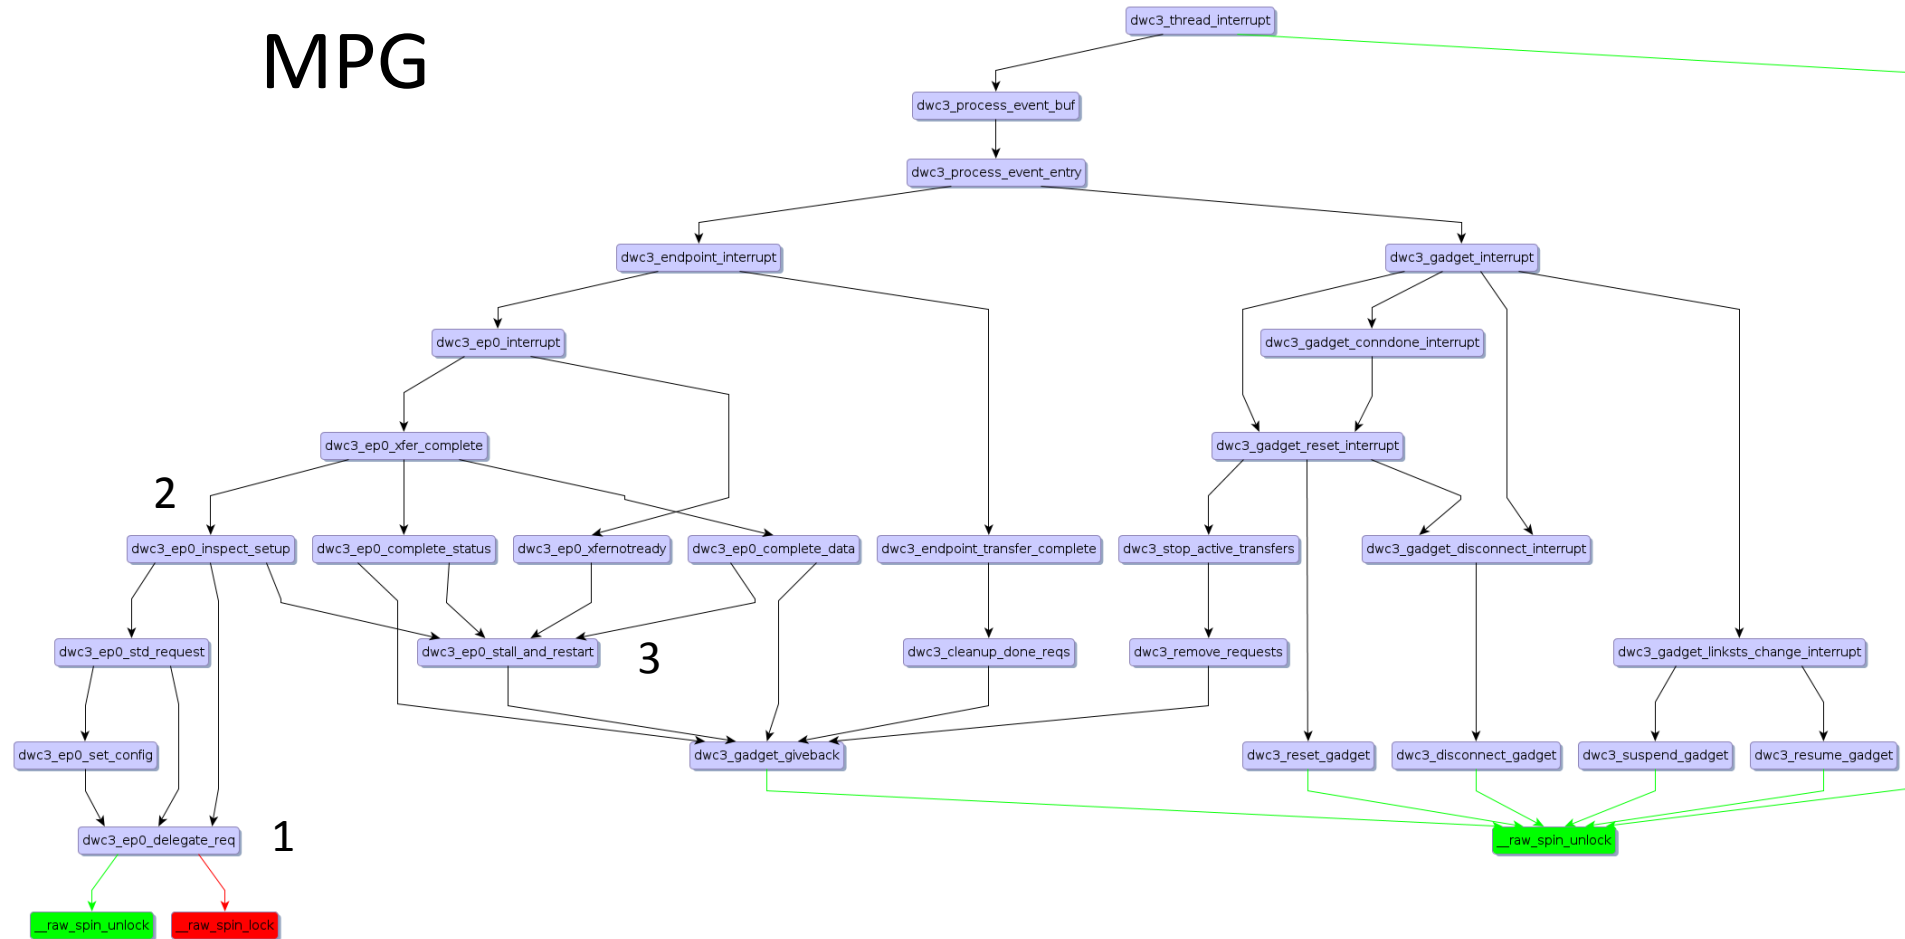 dwc3_thread_interrupt
MPG
dwc3_process_event_buf
dwc3_process_event_entry
dwc3_endpoint_interrupt
dwc3_gadget_interrupt
dwc3_ep0_interrupt
dwc3_gadget_conndone_interrupt
dwc3_ep0_xfer_complete
dwc3_gadget_reset_interrupt
2
dwc3_ep0_inspect_setup
dwc3_ep0_complete_status
dwc3_ep0_xfernotready
dwc3_ep0_complete_data
dwc3_endpoint_transfer_complete
dwc3_stop_active_transfers
dwc3_gadget_disconnect_interrupt
dwc3_ep0_std_request
dwc3_ep0_stall_and_restart
3
dwc3_cleanup_done_reqs
dwc3_remove_requests
dwc3_gadget_linksts_change_interrupt
dwc3_ep0_set_config
dwc3_gadget_giveback
dwc3_reset_gadget
dwc3_disconnect_gadget
dwc3_suspend_gadget
dwc3_resume_gadget
dwc3_ep0_delegate_req
1
__raw_spin_unlock
__raw_spin_unlock
__raw_spin_lock